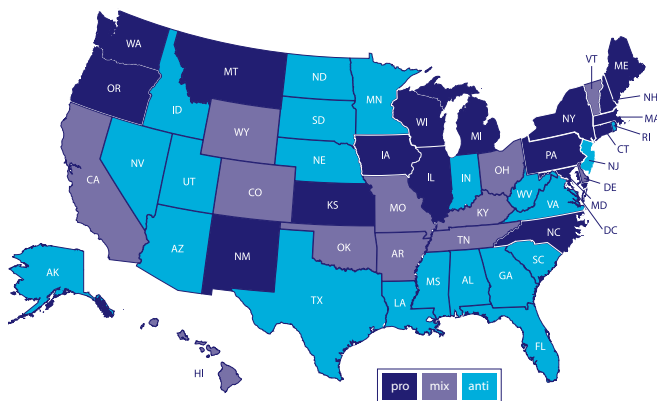 WA
OR
MT
ID
WY
ND
SD
NE
MN
WI
MI
IA
IL
IN
OH
PA
NY
VT
ME
NH
MA
RI
CT
NJ
DE
MD
DC
VA
WV
NC
SC
KY
TN
MO
KS
CO
UT
NV
CA
AZ
NM
OK
AR
TX
LA
MS
AL
GA
FL
AK
HI
pro mix anti